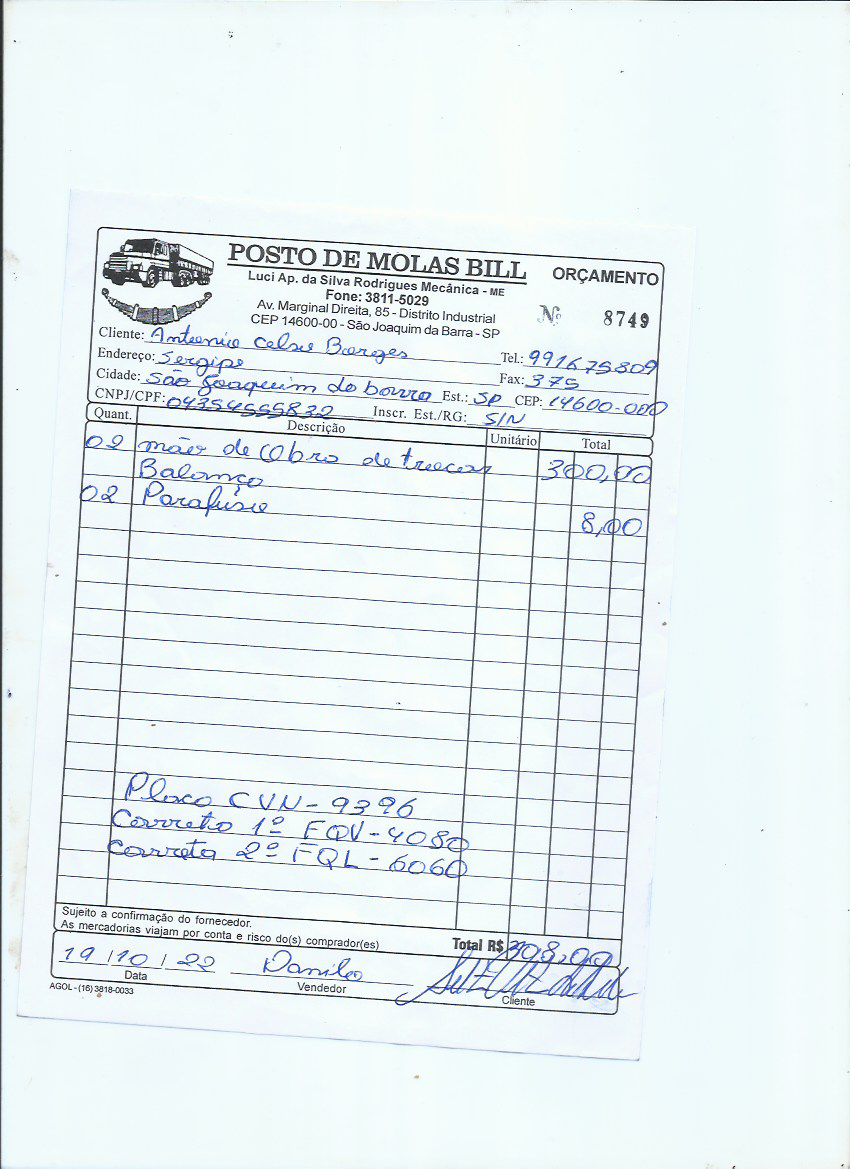 POSTO DE MOLAS BILL
ORÇAMENTO
Luci Ap. da Silva Rodrigues Mecânica - ME
Fone: 3811-5029
Av. Marginal Direita, 85 - Distrito Industrial
CEP 14600-00 - São Joaquim da Barra - SP
Nº 8749
Cliente: Antonio Celso Borges Tel.: 991675809
Endereço: Sergipe Fax: 375
Cidade: São Joaquim da barra Est.: SP CEP: 14600-000
CNPJ/CPF: 04354555832 Inscr. Est./RG: S/N
Quant. Descrição Unitário Total
02 mão de Obra de trocar 300,00
Balanço
02 Parafuso 8,00
Placa CVN-9396
Carreta 1º FQV-4080
Carreta 2º FQL-6060
Sujeito a confirmação do fornecedor.
As mercadorias viajam por conta e risco do(s) comprador(es)
Total R$ 308,00
19/10/22 Danilo
Data Vendedor Cliente
AGOL - (16) 3818-0033